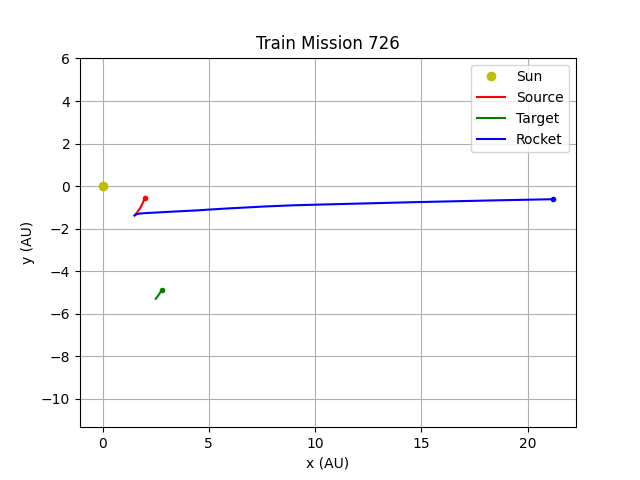 Train Mission 726
Sun
Source
Target
Rocket
6
4
2
0
−2
−4
−6
−8
−10
y (AU)
0 5 10 15 20
x (AU)